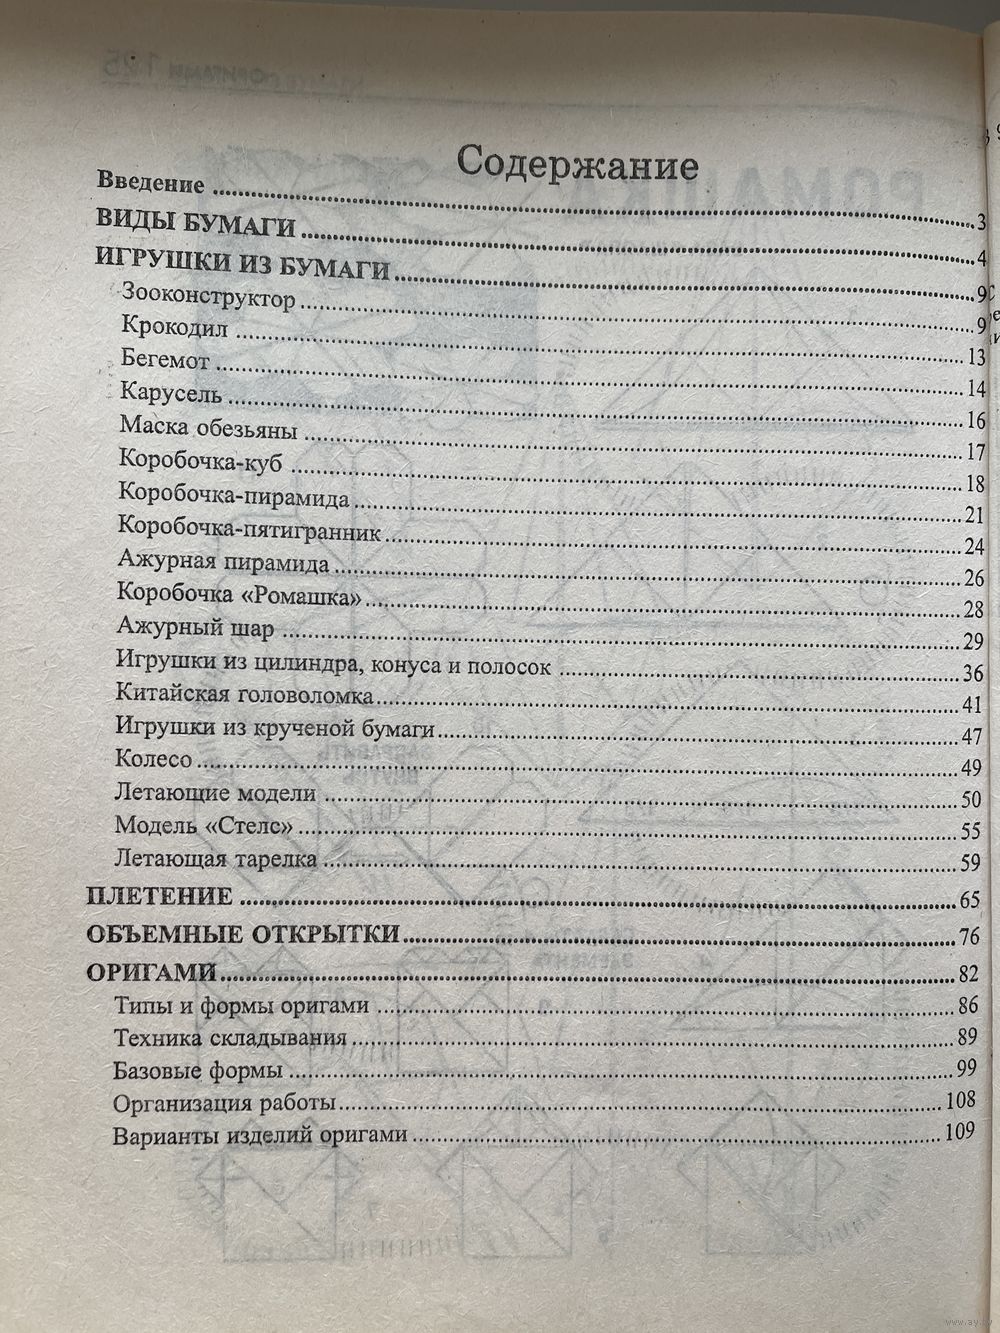 Содержание
Введение 3
ВИДЫ БУМАГИ 4
ИГРУШКИ ИЗ БУМАГИ 9
Зооконструктор 9
Крокодил 13
Бегемот 14
Карусель 16
Маска обезьяны 17
Коробочка-куб 18
Коробочка-пирамида 21
Коробочка-пятигранник 24
Ажурная пирамида 26
Коробочка «Ромашка» 28
Ажурный шар 29
Игрушки из цилиндра, конуса и полосок 36
Китайская головоломка 41
Игрушки из крученой бумаги 47
Колесо 49
Летающие модели 50
Модель «Стелс» 55
Летающая тарелка 59
ПЛЕТЕНИЕ 65
ОБЪЕМНЫЕ ОТКРЫТКИ 76
ОРИГАМИ 82
Типы и формы оригами 86
Техника складывания 89
Базовые формы 99
Организация работы 108
Варианты изделий оригами 109